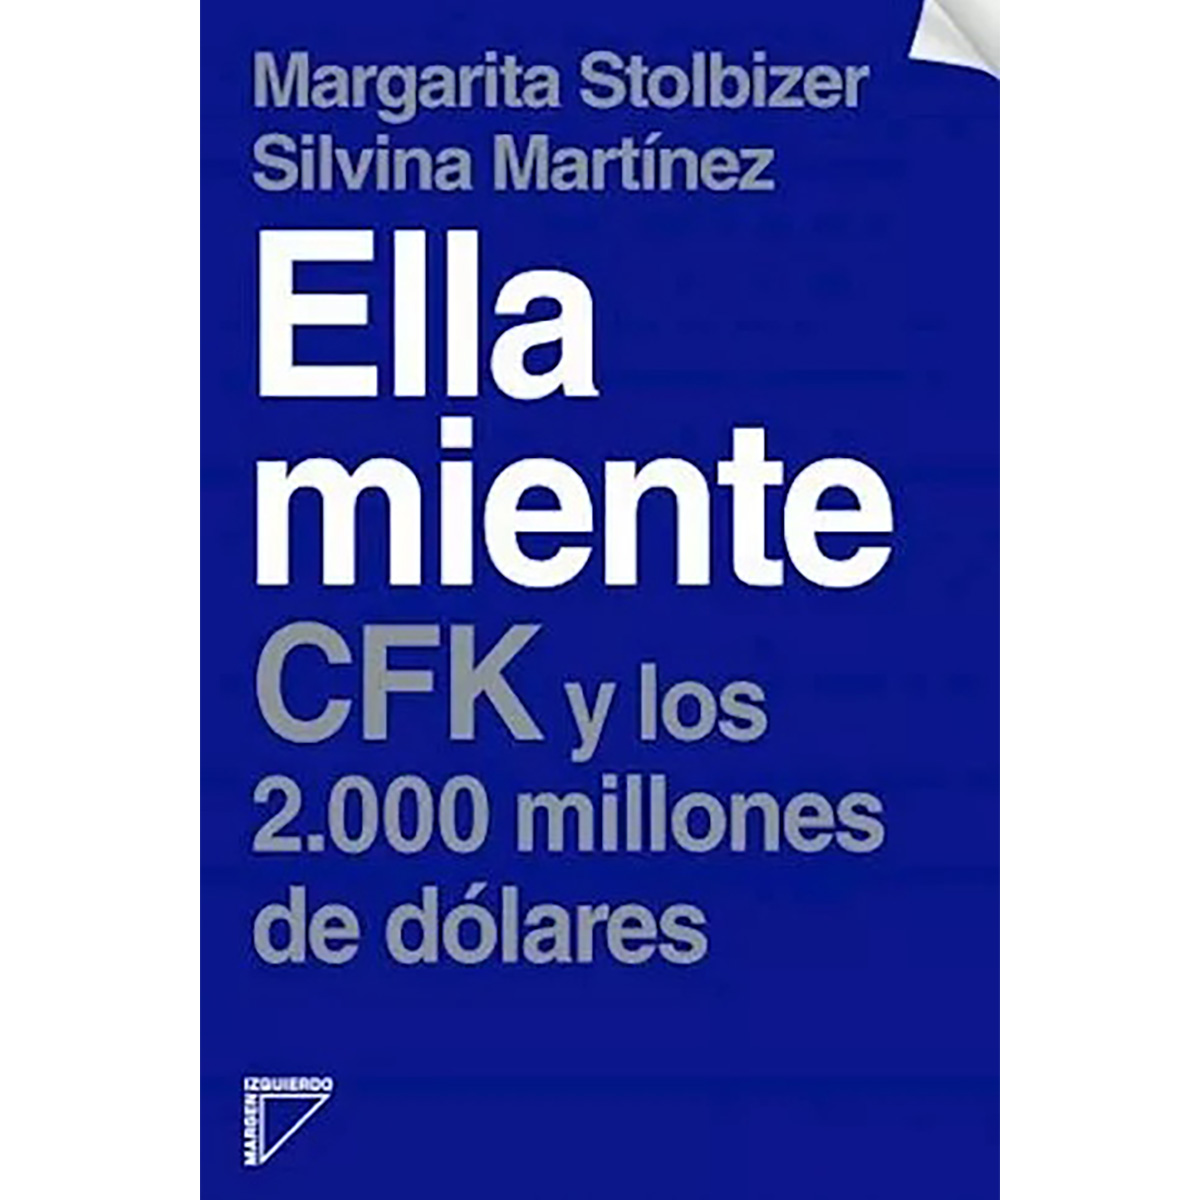 Margarita Stolbizer
Silvina Martínez
Ella
miente
CFK y los
2.000 millones
de dólares
MARGEN
IZQUIERDO